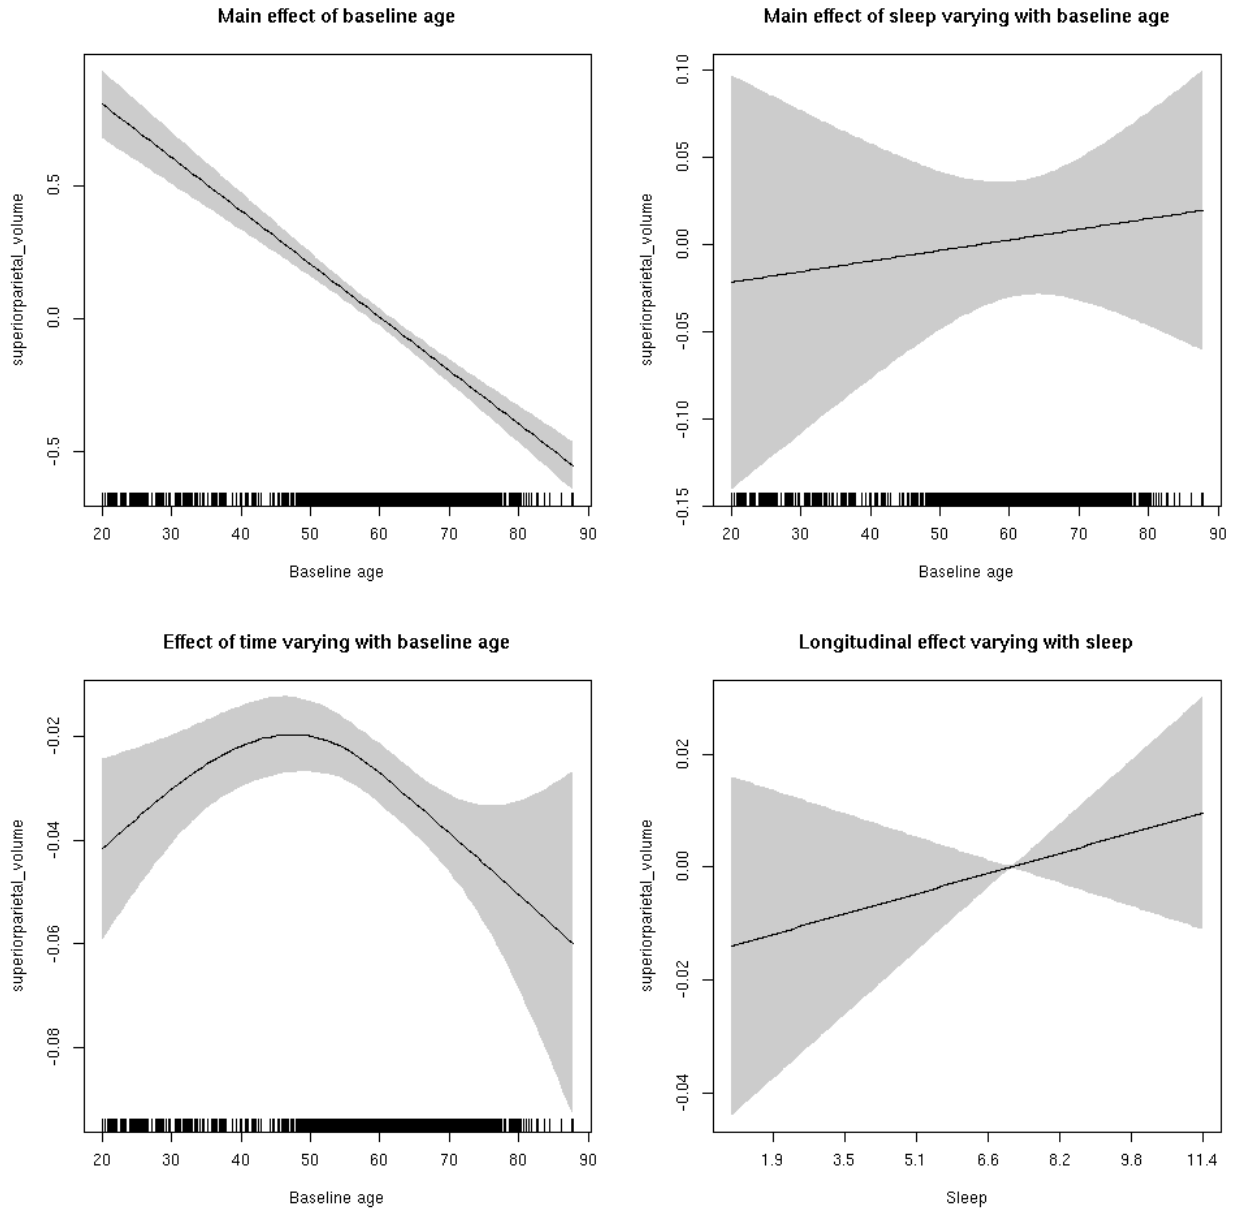 Main effect of baseline age
superiorparietal_volume
0.5
0.0
-0.5
20 30 40 50 60 70 80 90
Baseline age
Main effect of sleep varying with baseline age
superiorparietal_volume
0.10
0.05
0.00
-0.05
-0.10
-0.15
20 30 40 50 60 70 80 90
Baseline age
Effect of time varying with baseline age
superiorparietal_volume
-0.02
-0.04
-0.06
-0.08
20 30 40 50 60 70 80 90
Baseline age
Longitudinal effect varying with sleep
superiorparietal_volume
0.02
0.00
-0.02
-0.04
1.9 3.5 5.1 6.6 8.2 9.8 11.4
Sleep